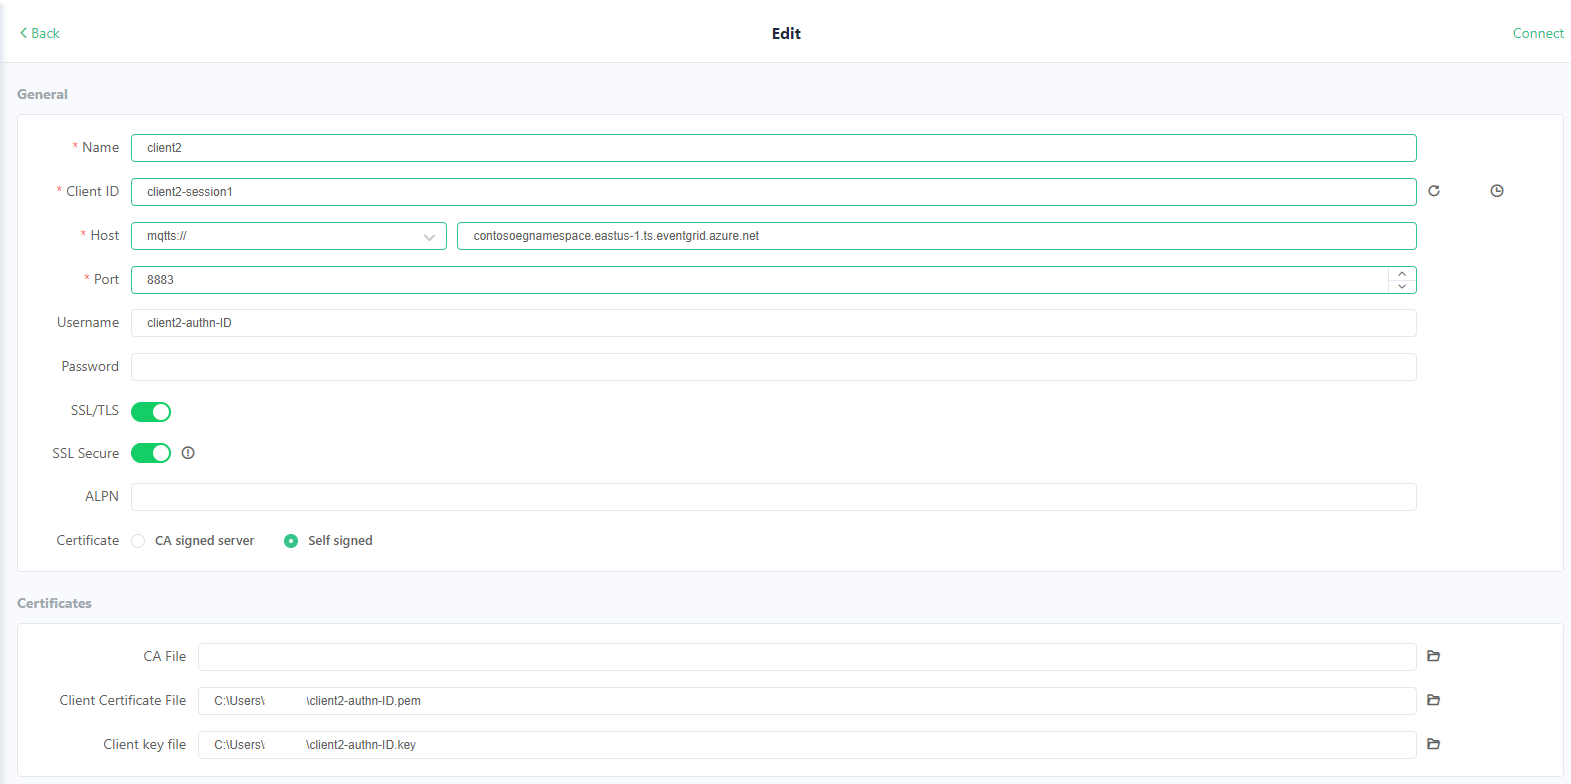 Back
Edit
Connect
General
* Name client2
* Client ID client2-session1
* Host mqtts:// contosoegnamespace.eastus-1.ts.eventgrid.azure.net
* Port 8883
Username client2-authn-ID
Password
SSL/TLS
SSL Secure
ALPN
Certificate CA signed server Self signed
Certificates
CA File
Client Certificate File C:\Users\ \client2-authn-ID.pem
Client key file C:\Users\ \client2-authn-ID.key